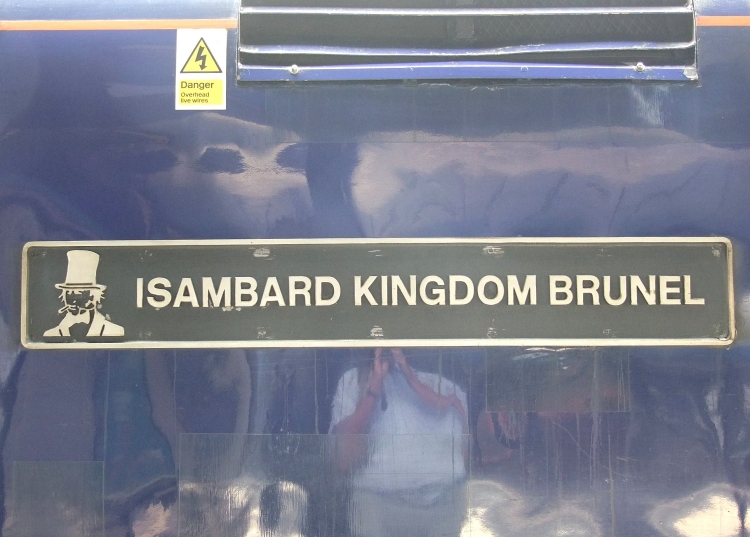 Danger
Overhead
live wires
ISAMBARD KINGDOM BRUNEL